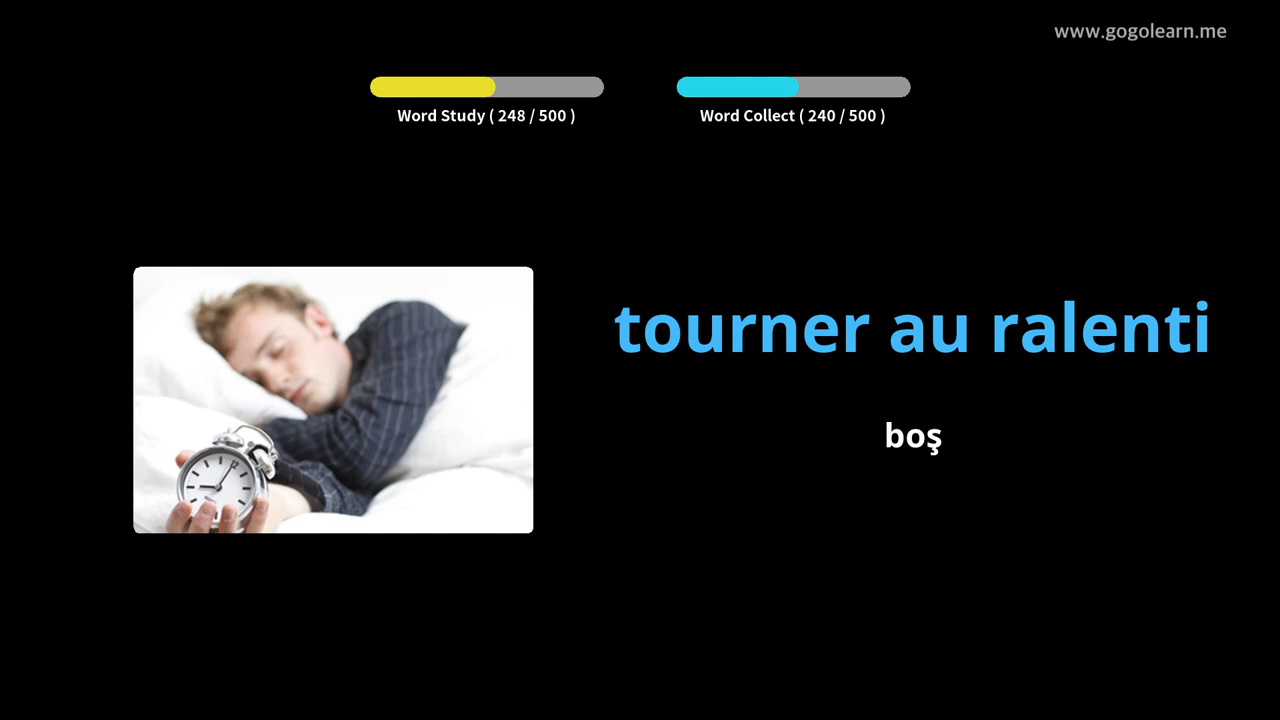 www.gogolearn.me
Word Study ( 248 / 500 )
Word Collect ( 240 / 500 )
tourner au ralenti
boş